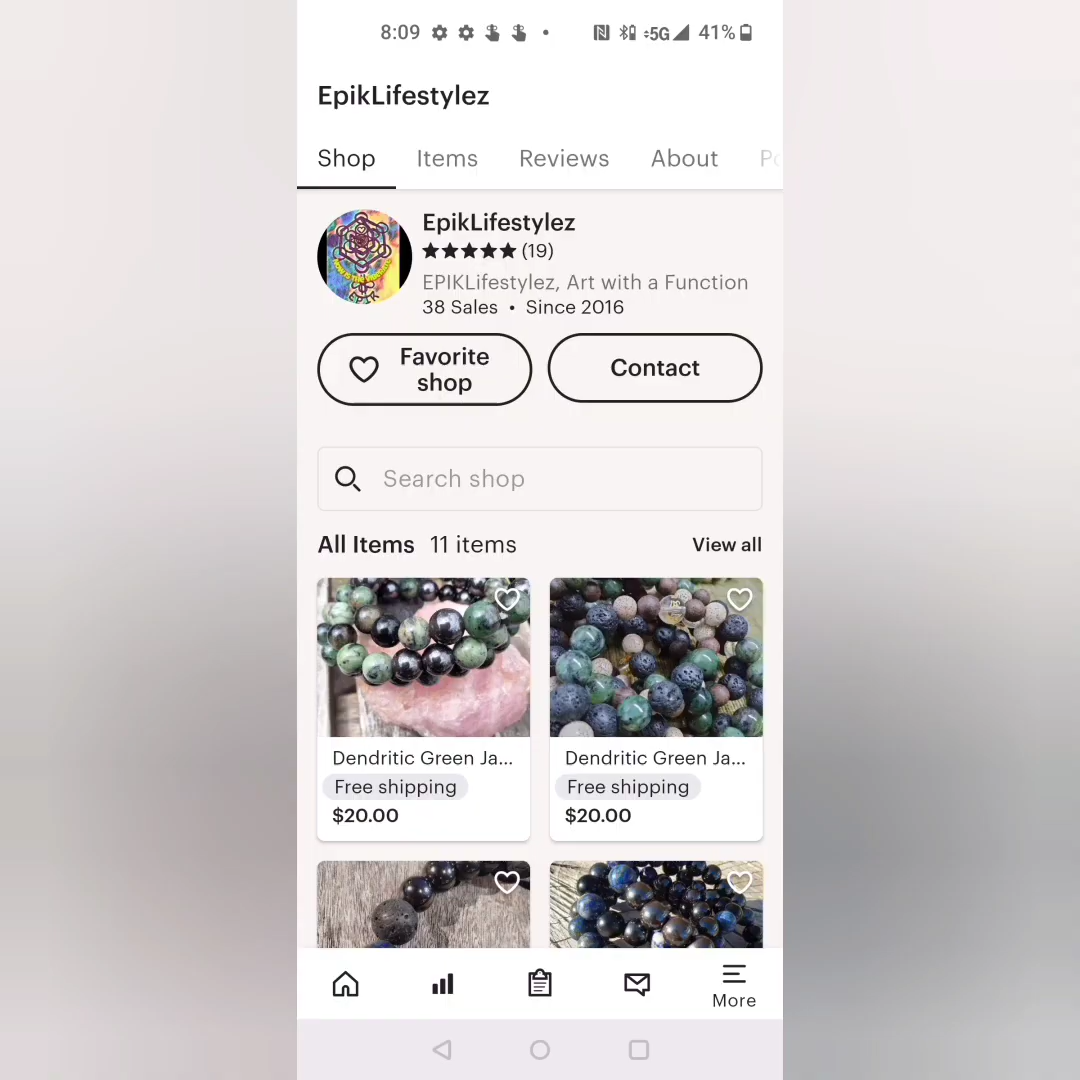 8:09
5G 41%
EpikLifestylez
Shop Items Reviews About
EpikLifestylez
(19)
EPIKLifestylez, Art with a Function
38 Sales • Since 2016
Favorite
shop
Contact
Search shop
All Items 11 items View all
Dendritic Green Ja... Dendritic Green Ja...
Free shipping Free shipping
$20.00 $20.00
More